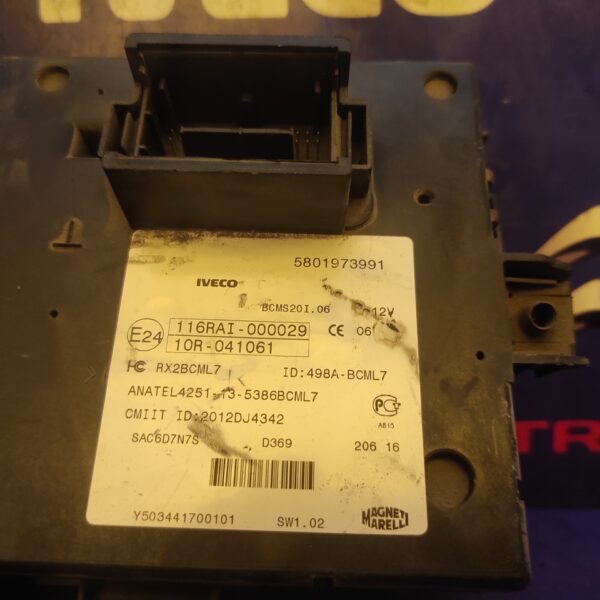 5801973991
IVECO
BCMS20I.06 12V
E24
116RAI-000029
10R-041061
CE 06
RX2BCML7 ID:498A-BCML7
ANATEL4251-13-5386BCML7
CMIIT ID:2012DJ4342
AB15
SAC6D7N7S D369 206 16
Y503441700101 SW1.02
MAGNETI
MARELLI
TR